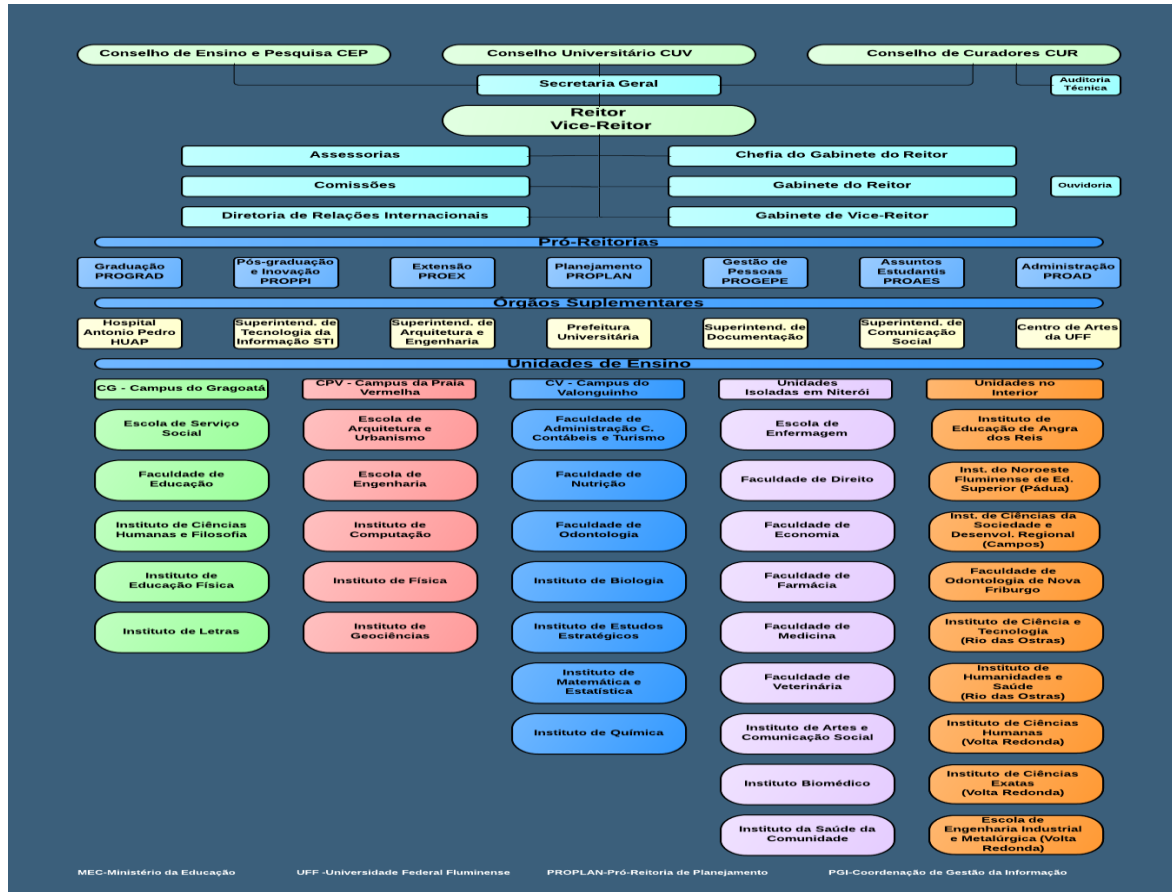 Conselho de Ensino e Pesquisa CEP
Conselho Universitário CUV
Conselho de Curadores CUR
Secretaria Geral
Auditoria
Técnica
Reitor
Vice-Reitor
Assessorias
Chefia do Gabinete do Reitor
Comissões
Gabinete do Reitor
Ouvidoria
Diretoria de Relações Internacionais
Gabinete de Vice-Reitor
Pró-Reitorias
Graduação
PROGRAD
Pós-graduação
e Inovação
PROPPI
Extensão
PROEX
Planejamento
PROPLAN
Gestão de
Pessoas
PROGEPE
Assuntos
Estudantis
PROAES
Administração
PROAD
Órgãos Suplementares
Hospital
Antonio Pedro
HUAP
Superintend. de
Tecnologia da
Informação STI
Superintend. de
Arquitetura e
Engenharia
Prefeitura
Universitária
Superintend. de
Documentação
Superintend. de
Comunicação
Social
Centro de Artes
da UFF
Unidades de Ensino
CG - Campus do Gragoatá
Escola de Serviço
Social
Faculdade de
Educação
Instituto de Ciências
Humanas e Filosofia
Instituto de
Educação Física
Instituto de Letras
CPV - Campus da Praia
Vermelha
Escola de
Arquitetura e
Urbanismo
Escola de
Engenharia
Instituto de
Computação
Instituto de Física
Instituto de
Geociências
CV - Campus do
Valonguinho
Faculdade de
Administração C.
Contábeis e Turismo
Faculdade de
Nutrição
Faculdade de
Odontologia
Instituto de Biologia
Instituto de Estudos
Estratégicos
Instituto de
Matemática e
Estatística
Instituto de Química
Unidades
Isoladas em Niterói
Escola de
Enfermagem
Faculdade de Direito
Faculdade de
Economia
Faculdade de
Farmácia
Faculdade de
Medicina
Faculdade de
Veterinária
Instituto de Artes e
Comunicação Social
Instituto Biomédico
Instituto da Saúde da
Comunidade
Unidades no
Interior
Instituto de
Educação de Angra
dos Reis
Inst. do Noroeste
Fluminense de Ed.
Superior (Pádua)
Inst. de Ciências da
Sociedade e
Desenvol. Regional
(Campos)
Faculdade de
Odontologia de Nova
Friburgo
Instituto de Ciência e
Tecnologia
(Rio das Ostras)
Instituto de
Humanidades e
Saúde
(Rio das Ostras)
Instituto de Ciências
Humanas
(Volta Redonda)
Instituto de Ciências
Exatas
(Volta Redonda)
Escola de
Engenharia Industrial
e Metalúrgica (Volta
Redonda)
MEC-Ministério da Educação
UFF -Universidade Federal Fluminense
PROPLAN-Pró-Reitoria de Planejamento
PGI-Coordenação de Gestão da Informação